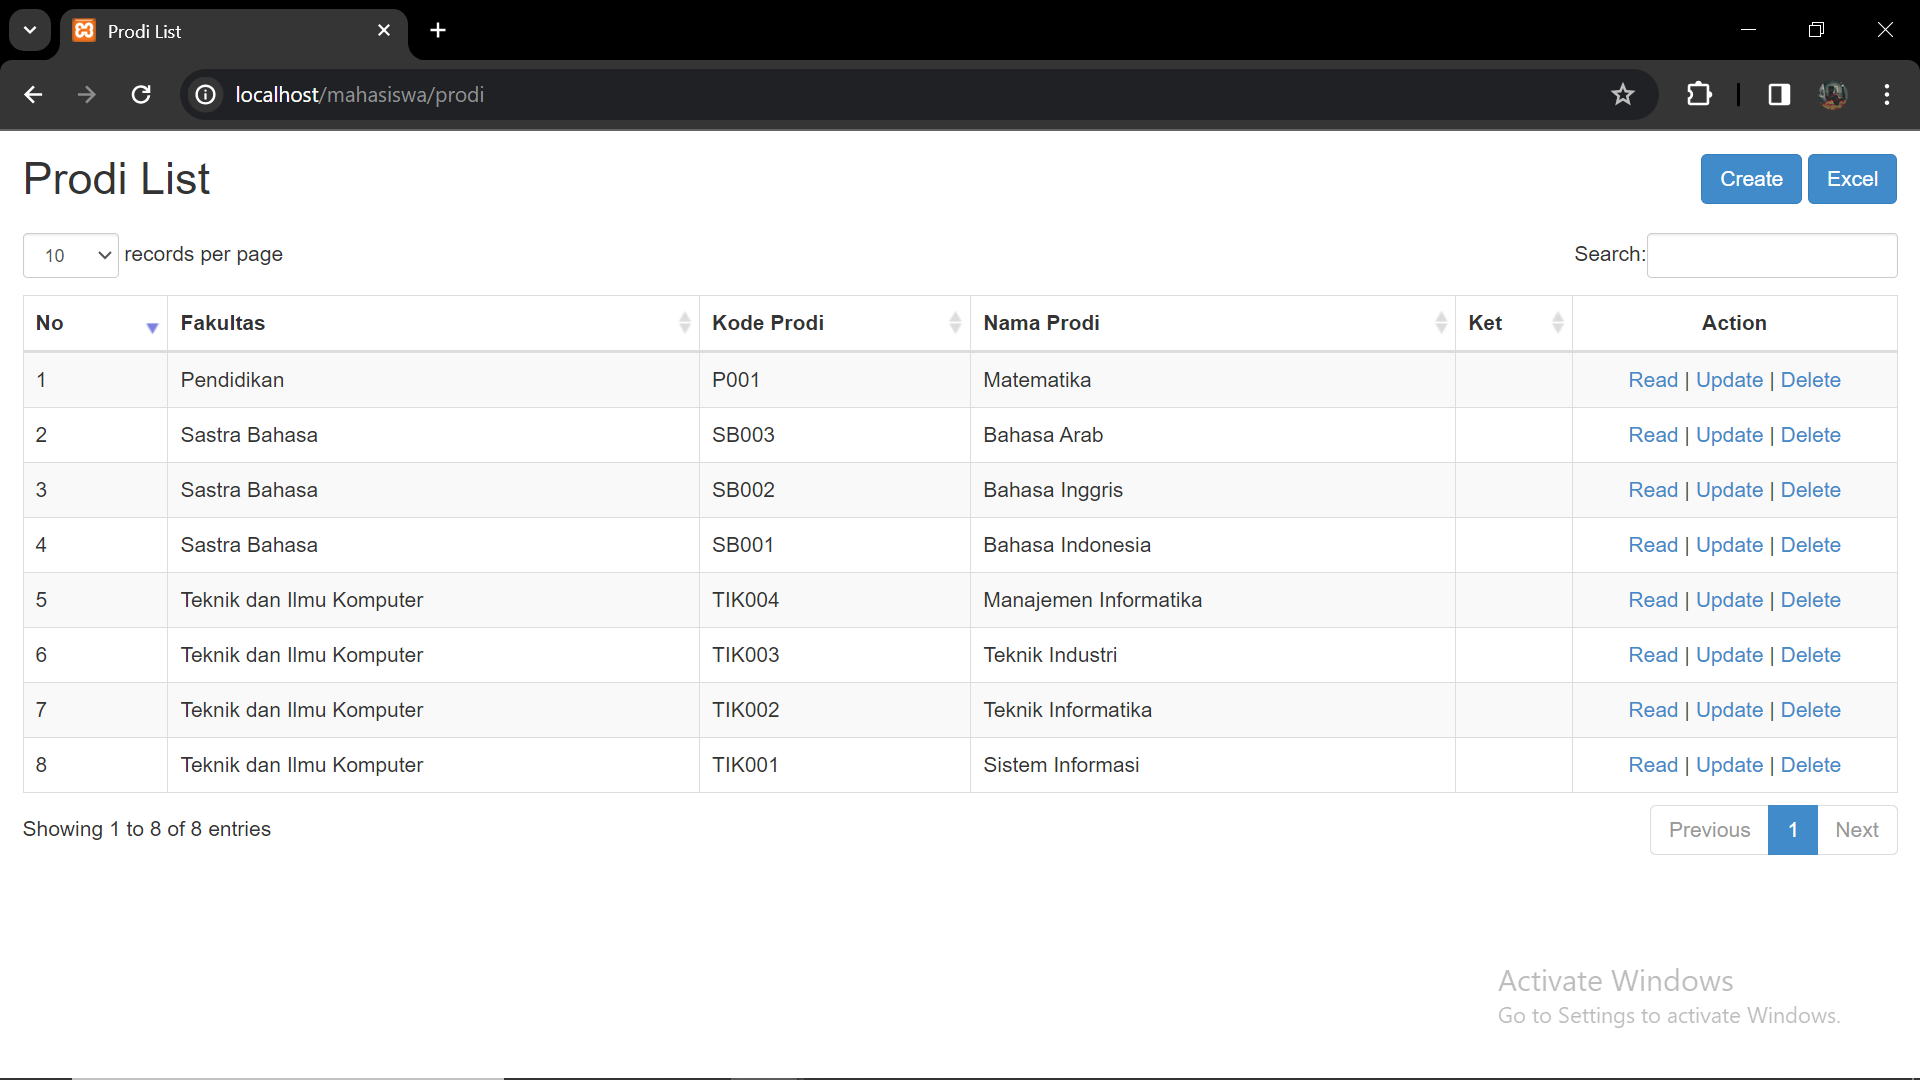 Prodi List
localhost/mahasiswa/prodi
Prodi List Create Excel
10 records per page Search:
No Fakultas Kode Prodi Nama Prodi Ket Action
1 Pendidikan P001 Matematika Read | Update | Delete
2 Sastra Bahasa SB003 Bahasa Arab Read | Update | Delete
3 Sastra Bahasa SB002 Bahasa Inggris Read | Update | Delete
4 Sastra Bahasa SB001 Bahasa Indonesia Read | Update | Delete
5 Teknik dan Ilmu Komputer TIK004 Manajemen Informatika Read | Update | Delete
6 Teknik dan Ilmu Komputer TIK003 Teknik Industri Read | Update | Delete
7 Teknik dan Ilmu Komputer TIK002 Teknik Informatika Read | Update | Delete
8 Teknik dan Ilmu Komputer TIK001 Sistem Informasi Read | Update | Delete
Showing 1 to 8 of 8 entries Previous 1 Next
Activate Windows
Go to Settings to activate Windows.